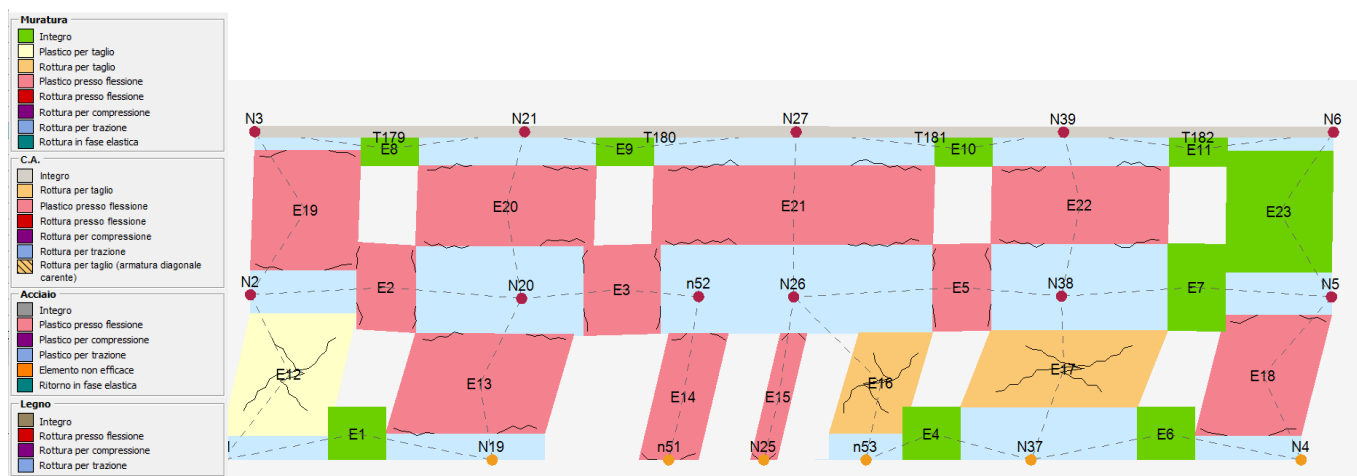 Muratura
Integro
Plastico per taglio
Rottura per taglio
Plastico presso flessione
Rottura presso flessione
Rottura per compressione
Rottura per trazione
Rottura in fase elastica
C.A.
Integro
Rottura per taglio
Plastico presso flessione
Rottura presso flessione
Rottura per compressione
Rottura per trazione
Rottura per taglio (armatura diagonale
carente)
Acciaio
Integro
Plastico presso flessione
Plastico per compressione
Plastico per trazione
Elemento non efficace
Ritorno in fase elastica
Legno
Integro
Rottura presso flessione
Rottura per compressione
Rottura per trazione
N3 N21 N27 N39 N6
T179 T180 T181 T182
E8 E9 E10 E11
E19 E20 E21 E22 E23
N2 E2 N20 E3 n52 N26 E5 N38 E7 N5
E12 E13 E14 E15 E16 E17 E18
E1 N19 n51 N25 n53 E4 N37 E6 N4